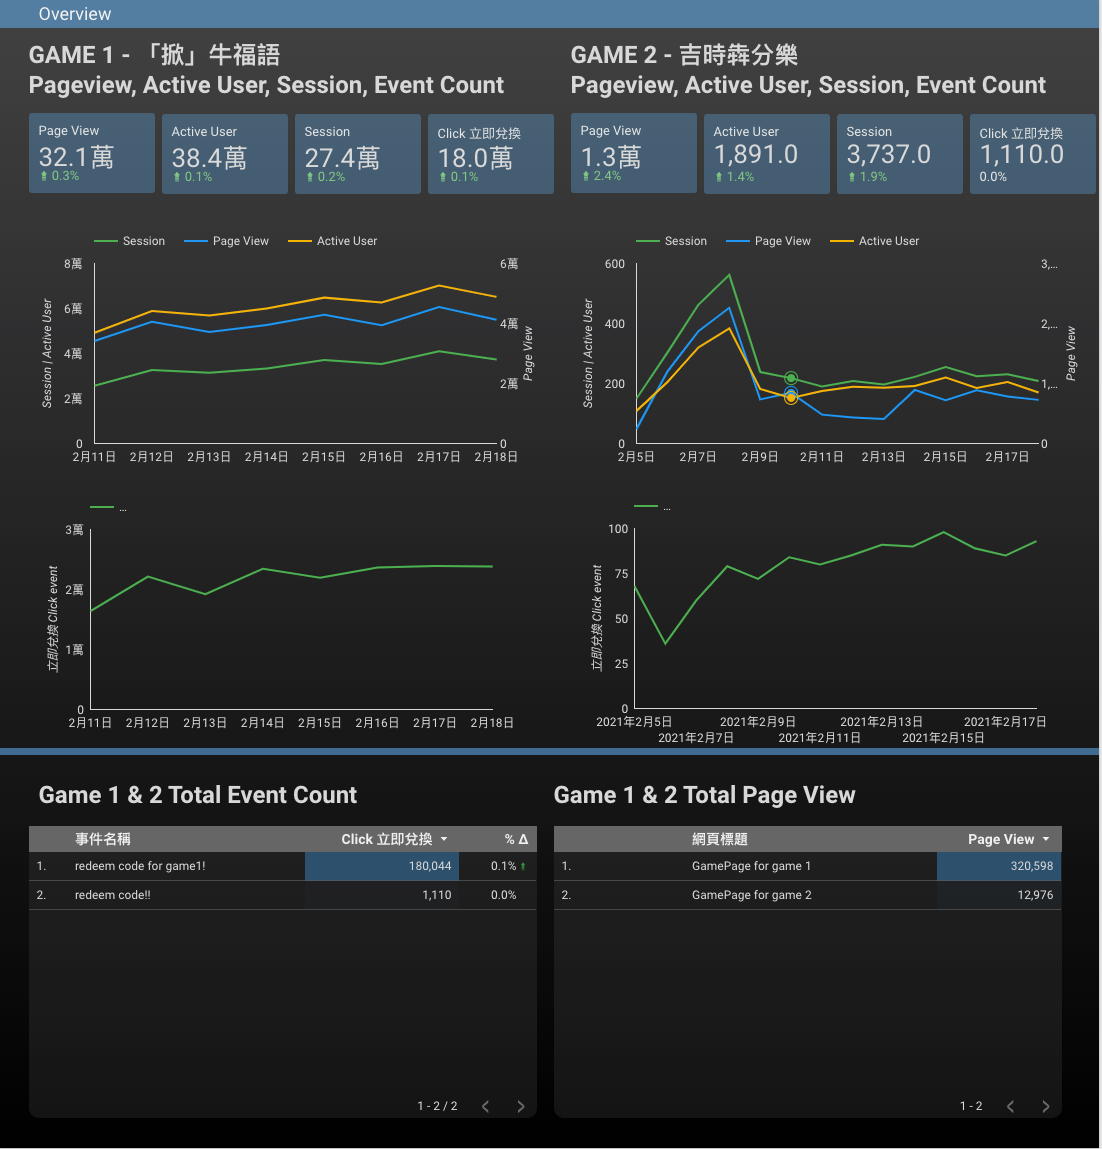 Overview
GAME 1 - 「掀」牛福語
Pageview, Active User, Session, Event Count
Page View
32.1萬
0.3%
Active User
38.4萬
0.1%
Session
27.4萬
0.2%
Click 立即兌換
18.0萬
0.1%
GAME 2 - 吉時犇分樂
Pageview, Active User, Session, Event Count
Page View
1.3萬
2.4%
Active User
1,891.0
1.4%
Session
3,737.0
1.9%
Click 立即兌換
1,110.0
0.0%
Session Page View Active User
8萬
6萬
4萬
2萬
0
Session | Active User
6萬
4萬
2萬
0
Page View
2月11日 2月12日 2月13日 2月14日 2月15日 2月16日 2月17日 2月18日
Session Page View Active User
600
400
200
0
Session | Active User
3,...
2,...
1,...
0
Page View
2月5日 2月7日 2月9日 2月11日 2月13日 2月15日 2月17日
...
3萬
2萬
1萬
0
立即兌換 Click event
2月11日 2月12日 2月13日 2月14日 2月15日 2月16日 2月17日 2月18日
...
100
75
50
25
0
立即兌換 Click event
2021年2月5日 2021年2月9日 2021年2月13日 2021年2月17日
2021年2月7日 2021年2月11日 2021年2月15日
Game 1 & 2 Total Event Count
事件名稱 Click 立即兌換 % Δ
1. redeem code for game1! 180,044 0.1%
2. redeem code!! 1,110 0.0%
1 - 2 / 2
Game 1 & 2 Total Page View
網頁標題 Page View
1. GamePage for game 1 320,598
2. GamePage for game 2 12,976
1 - 2